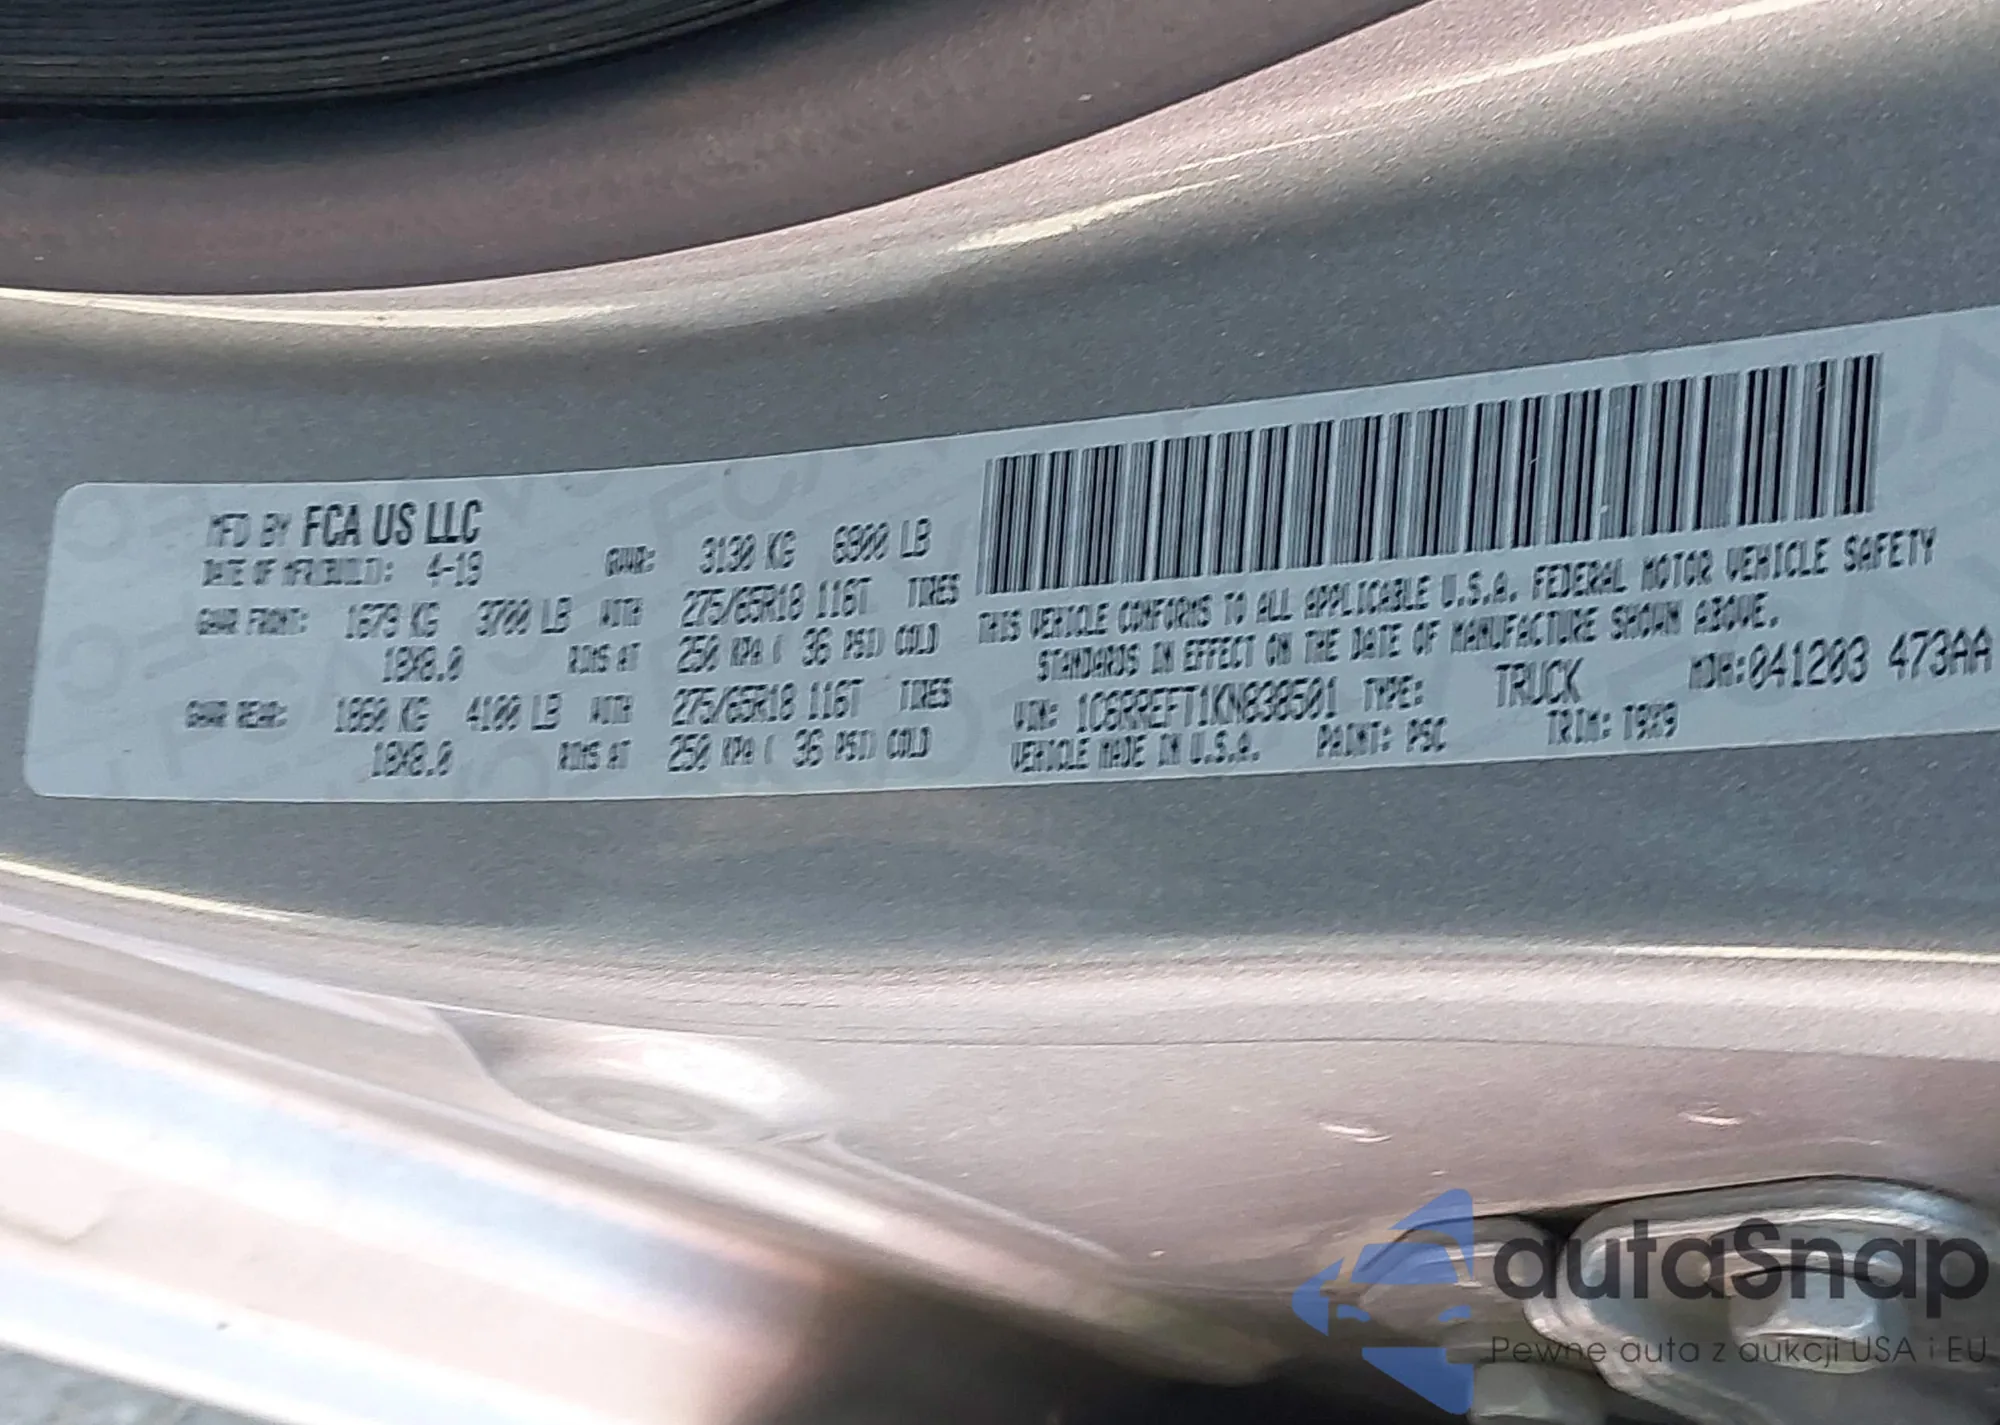 MFD BY FCA US LLC
DATE OF MFR(BUILD): 4-19 GVWR: 3130 KG 6900 LB
GAWR FRONT: 1679 KG 3700 LB WITH 275/65R18 116T TIRES
18X8.0 RIMS AT 250 KPA ( 36 PSI) COLD
GAWR REAR: 1860 KG 4100 LB WITH 275/65R18 116T TIRES
18X8.0 RIMS AT 250 KPA ( 36 PSI) COLD
THIS VEHICLE CONFORMS TO ALL APPLICABLE U.S.A. FEDERAL MOTOR VEHICLE SAFETY
STANDARDS IN EFFECT ON THE DATE OF MANUFACTURE SHOWN ABOVE.
VIN: 1C6RREFT1KN838501 TYPE: TRUCK MDH:041203 473AA
VEHICLE MADE IN U.S.A. PAINT: PSC TRIM: T9X9
autaSnap
Pewne auta z aukcji USA i EU